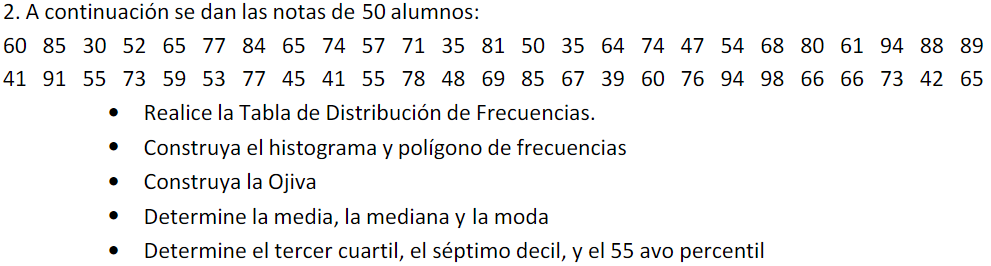 2. A continuación se dan las notas de 50 alumnos:
60 85 30 52 65 77 84 65 74 57 71 35 81 50 35 64 74 47 54 68 80 61 94 88 89
41 91 55 73 59 53 77 45 41 55 78 48 69 85 67 39 60 76 94 98 66 66 73 42 65
• Realice la Tabla de Distribución de Frecuencias.
• Construya el histograma y polígono de frecuencias
• Construya la Ojiva
• Determine la media, la mediana y la moda
• Determine el tercer cuartil, el séptimo decil, y el 55 avo percentil